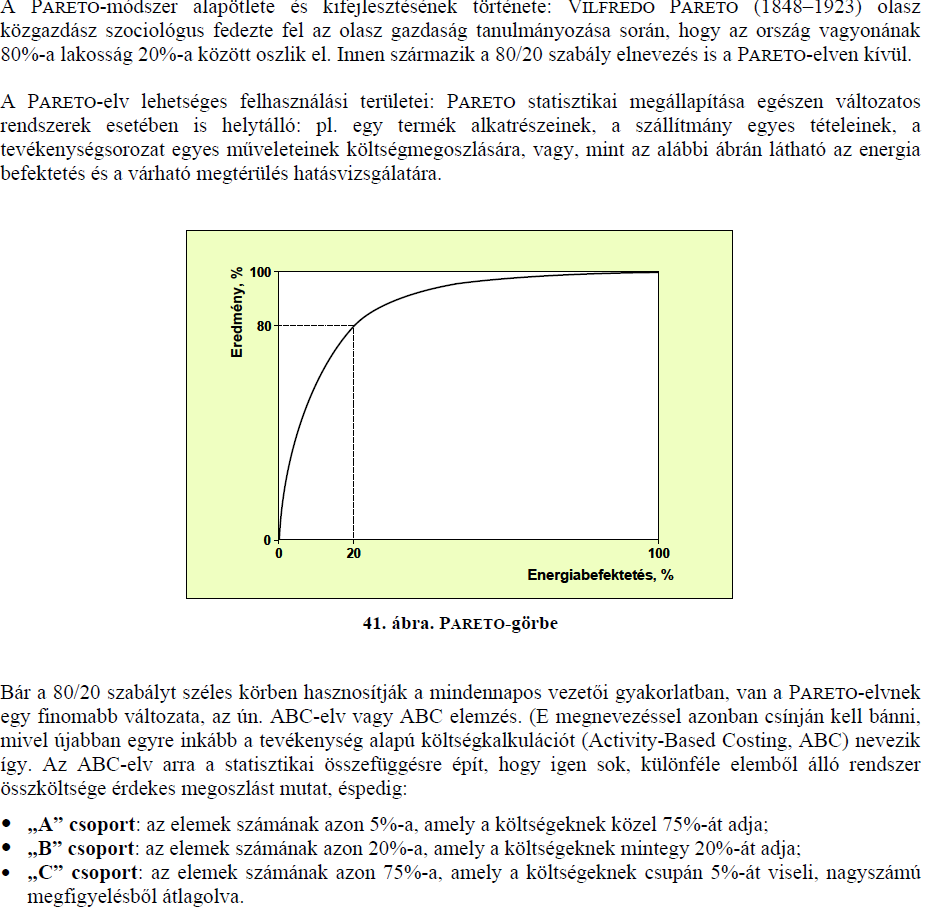 A PARETO-módszer alapötlete és kifejlesztésének története: VILFREDO PARETO (1848–1923) olasz
közgazdász szociológus fedezte fel az olasz gazdaság tanulmányozása során, hogy az ország vagyonának
80%-a lakosság 20%-a között oszlik el. Innen származik a 80/20 szabály elnevezés is a PARETO-elven kívül.
A PARETO-elv lehetséges felhasználási területei: PARETO statisztikai megállapítása egészen változatos
rendszerek esetében is helytálló: pl. egy termék alkatrészeinek, a szállítmány egyes tételeinek, a
tevékenységsorozat egyes műveleteinek költségmegoszlására, vagy, mint az alábbi ábrán látható az energia
befektetés és a várható megtérülés hatásvizsgálatára.
Eredmény, %
100
80
0
0 20 100
Energiabefektetés, %
41. ábra. PARETO-görbe
Bár a 80/20 szabályt széles körben hasznosítják a mindennapos vezetői gyakorlatban, van a PARETO-elvnek
egy finomabb változata, az ún. ABC-elv vagy ABC elemzés. (E megnevezéssel azonban csínján kell bánni,
mivel újabban egyre inkább a tevékenység alapú költségkalkulációt (Activity-Based Costing, ABC) nevezik
így. Az ABC-elv arra a statisztikai összefüggésre épít, hogy igen sok, különféle elemből álló rendszer
összköltsége érdekes megoszlást mutat, éspedig:
• „A” csoport: az elemek számának azon 5%-a, amely a költségeknek közel 75%-át adja;
• „B” csoport: az elemek számának azon 20%-a, amely a költségeknek mintegy 20%-át adja;
• „C” csoport: az elemek számának azon 75%-a, amely a költségeknek csupán 5%-át viseli, nagyszámú
megfigyelésből átlagolva.